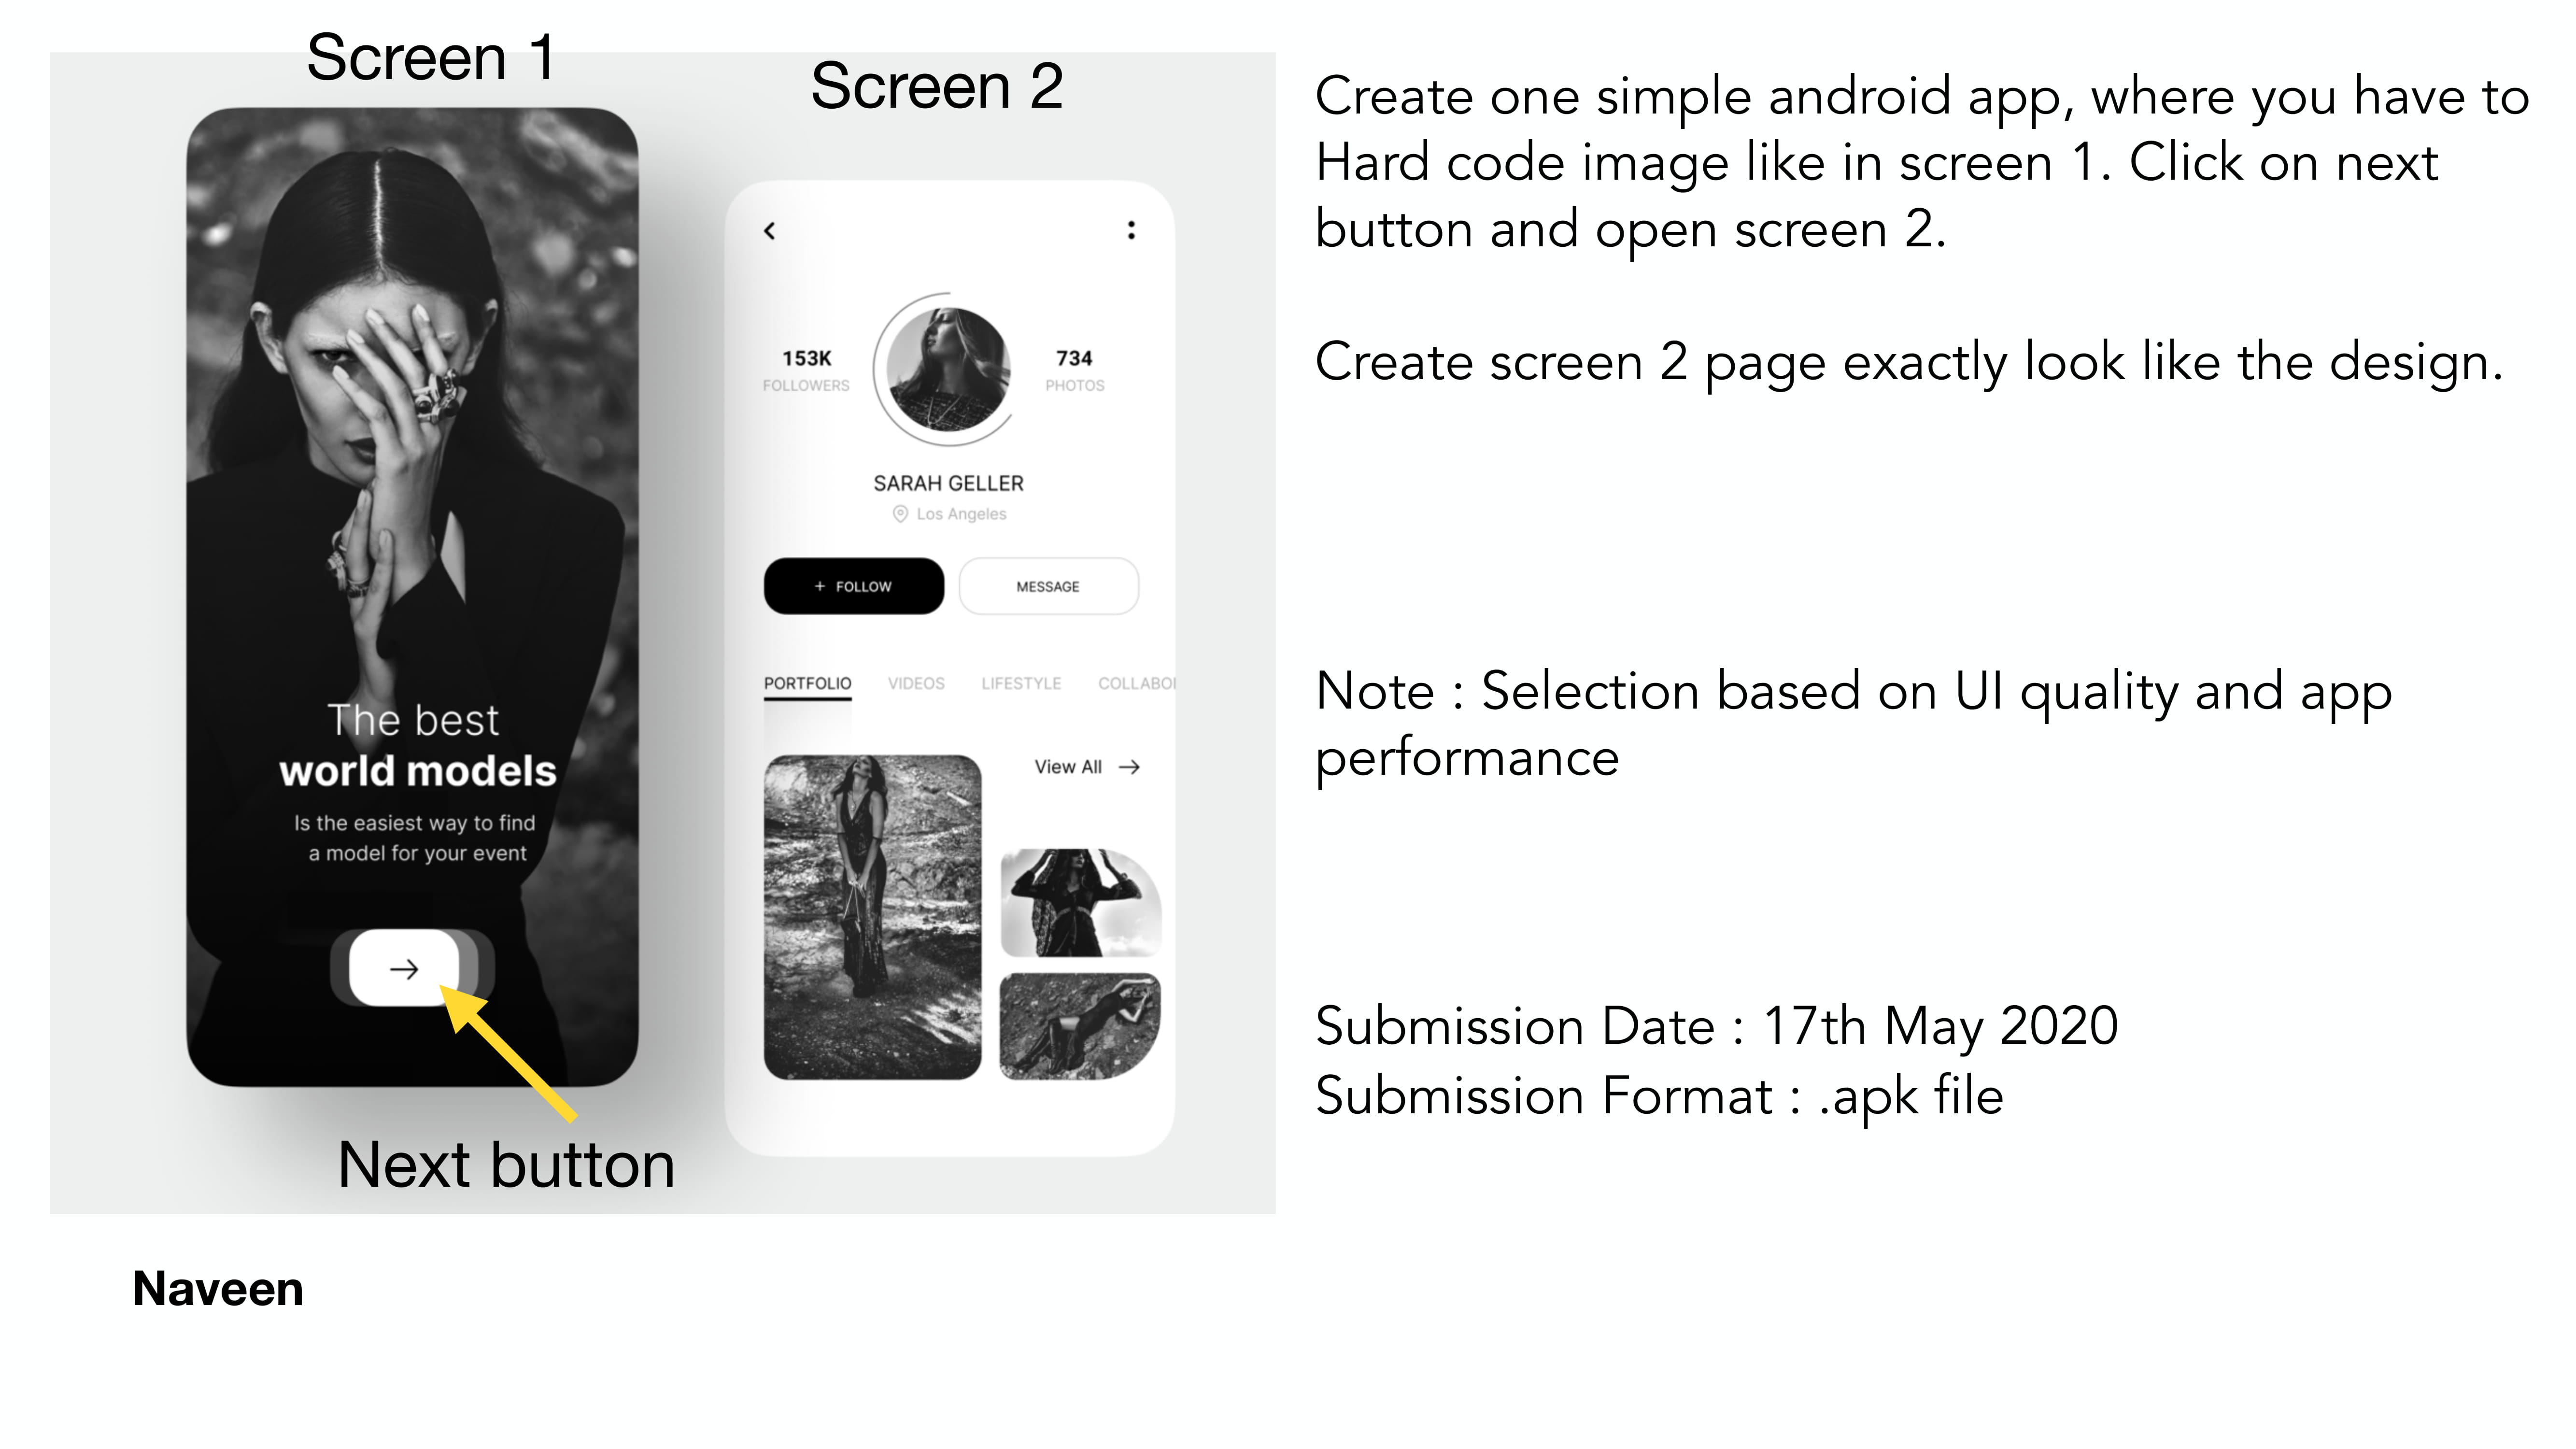 Screen 1
Screen 2
The best
world models
Is the easiest way to find
a model for your event
Next button
153K
FOLLOWERS
734
PHOTOS
SARAH GELLER
Los Angeles
+ FOLLOW
MESSAGE
PORTFOLIO VIDEOS LIFESTYLE COLLABO
View All →
Create one simple android app, where you have to
Hard code image like in screen 1. Click on next
button and open screen 2.
Create screen 2 page exactly look like the design.
Note : Selection based on UI quality and app
performance
Submission Date : 17th May 2020
Submission Format : .apk file
Naveen